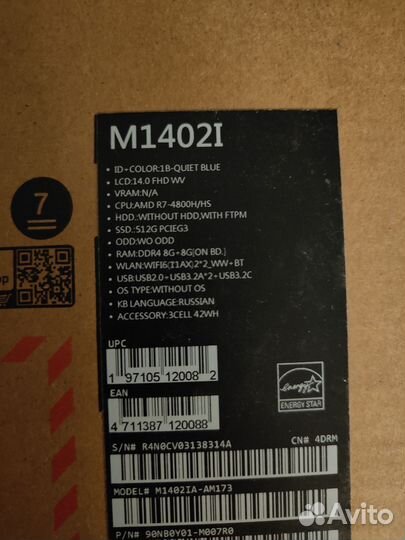 M1402I
• ID+COLOR:1B-QUIET BLUE
• LCD:14.0 FHD WV
• VRAM:N/A
• CPU:AMD R7-4800H/HS
• HDD.:WITHOUT HDD,WITH FTPM
• SSD.:512G PCIEG3
• ODD:WO ODD
• RAM:DDR4 8G+8G[ON BD.]
• WLAN:WIFI6(11AX)2*2_WW+BT
• USB:USB2.0+USB3.2A*2+USB3.2C
• OS TYPE:WITHOUT OS
• KB LANGUAGE:RUSSIAN
• ACCESSORY:3CELL 42WH
7
pp
UPC
1 97105 12008 2
EAN
4 711387 120088
energy
ENERGY STAR
S/N# R4N0CV03138314A
CN# 4DRM
MODEL# M1402IA-AM173
P/N# 90NB0Y01-M007R0
Avito